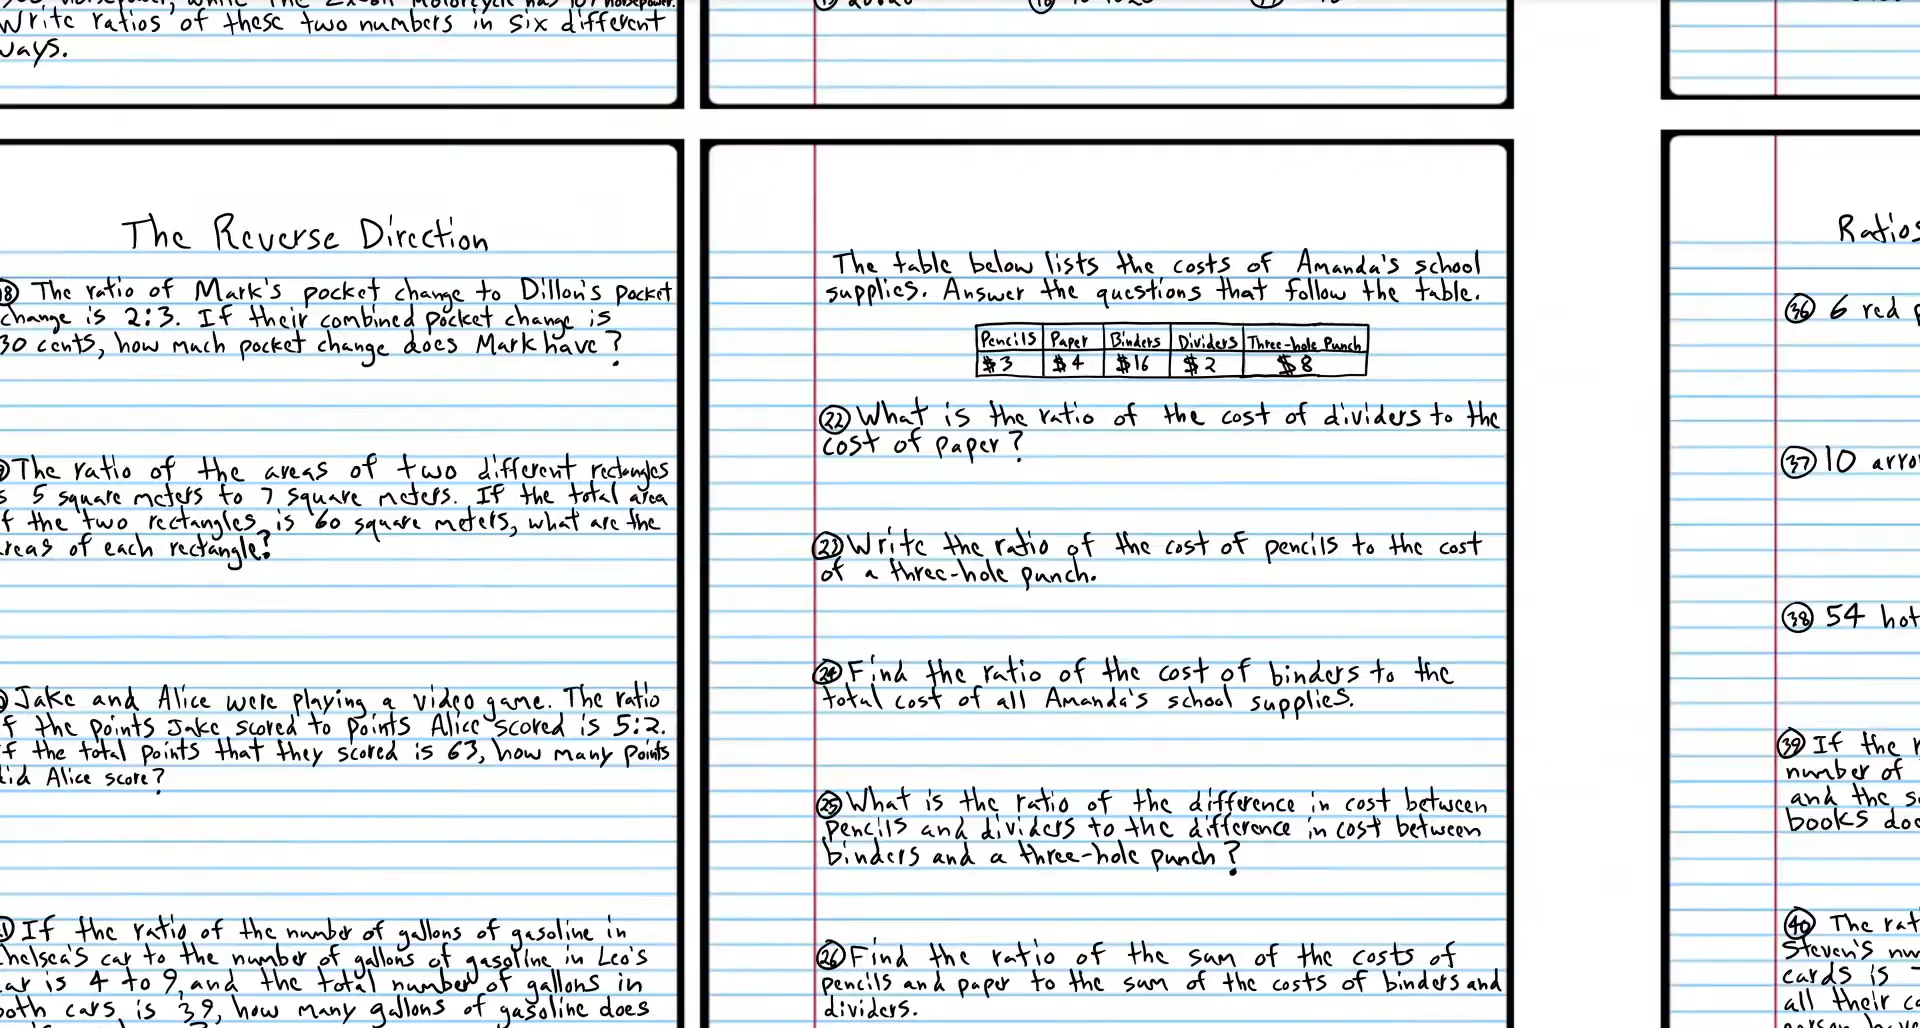 Write ratios of these two numbers in six different
ways.
The Reverse Direction
The ratio of Mark's pocket change to Dillon's pocket
change is 2:3. If their combined pocket change is
30 cents, how much pocket change does Mark have?
The ratio of the areas of two different rectangles
5 square meters to 7 square meters. If the total area
the two rectangles is 60 square meters, what are the
of each rectangle?
Jake and Alice were playing a video game. The ratio
the points Jake scored to points Alice scored is 5:2.
the total points that they scored is 63, how many points
Alice score?
If the ratio of the number of gallons of gasoline in
car to the number of gallons of gasoline in Leo's
is 4 to 9, and the total number of gallons in
cars is 39, how many gallons of gasoline does
The table below lists the costs of Amanda's school
supplies. Answer the questions that follow the table.
Pencils Paper Binders Dividers Three-hole Punch
$3 $4 $16 $2 $8
22 What is the ratio of the cost of dividers to the
cost of paper?
23 Write the ratio of the cost of pencils to the cost
of a three-hole punch.
24 Find the ratio of the cost of binders to the
total cost of all Amanda's school supplies.
25 What is the ratio of the difference in cost between
pencils and dividers to the difference in cost between
binders and a three-hole punch?
26 Find the ratio of the sum of the costs of
pencils and paper to the sum of the costs of binders and
dividers.
Ratios
36 6 red
37 10
38 54
39 If the
number of
and the
books
40 The
Steven's
cards is
all their